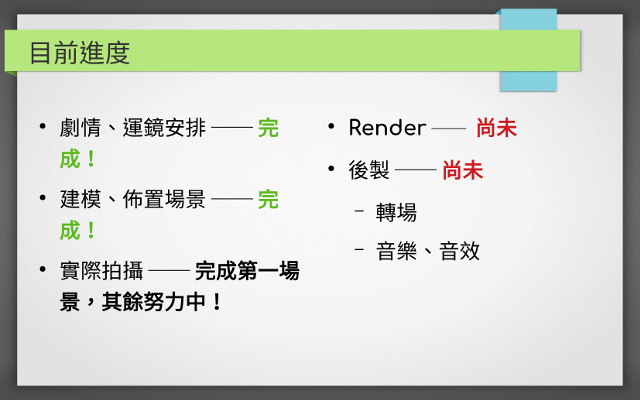 目前進度
• 劇情、運鏡安排 —— 完
成！
• 建模、佈置場景 —— 完
成！
• 實際拍攝 —— 完成第一場
景，其餘努力中！
• Render —— 尚未
• 後製 —— 尚未
– 轉場
– 音樂、音效